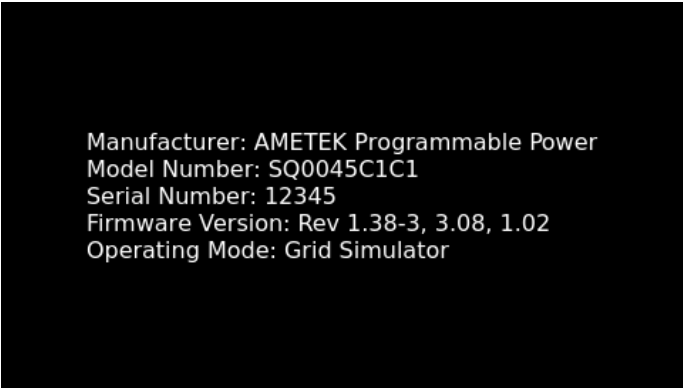 Manufacturer: AMETEK Programmable Power
Model Number: SQ0045C1C1
Serial Number: 12345
Firmware Version: Rev 1.38-3, 3.08, 1.02
Operating Mode: Grid Simulator